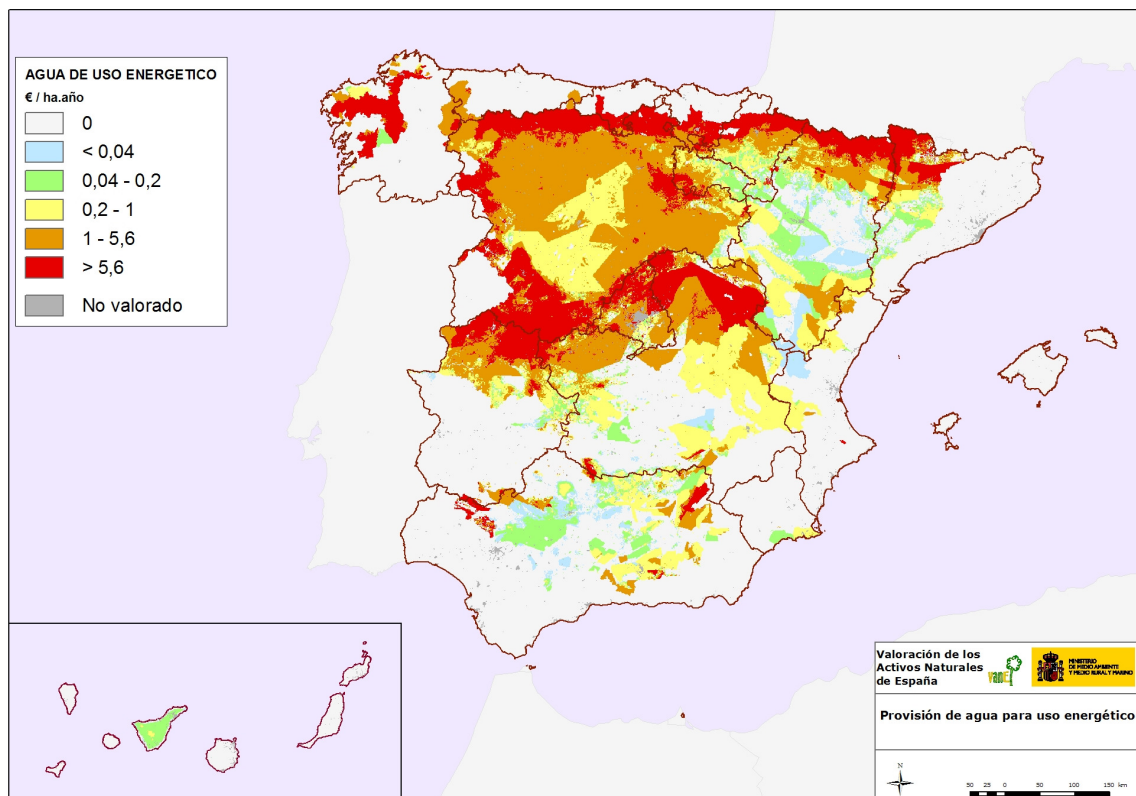 AGUA DE USO ENERGETICO
€ / ha.año
0
< 0,04
0,04 - 0,2
0,2 - 1
1 - 5,6
> 5,6
No valorado
Valoración de los
Activos Naturales
de España
VANE
MINISTERIO
DE MEDIO AMBIENTE
Y MEDIO RURAL Y MARINO
Provisión de agua para uso energético
N
50 25 0 50 100 150 km